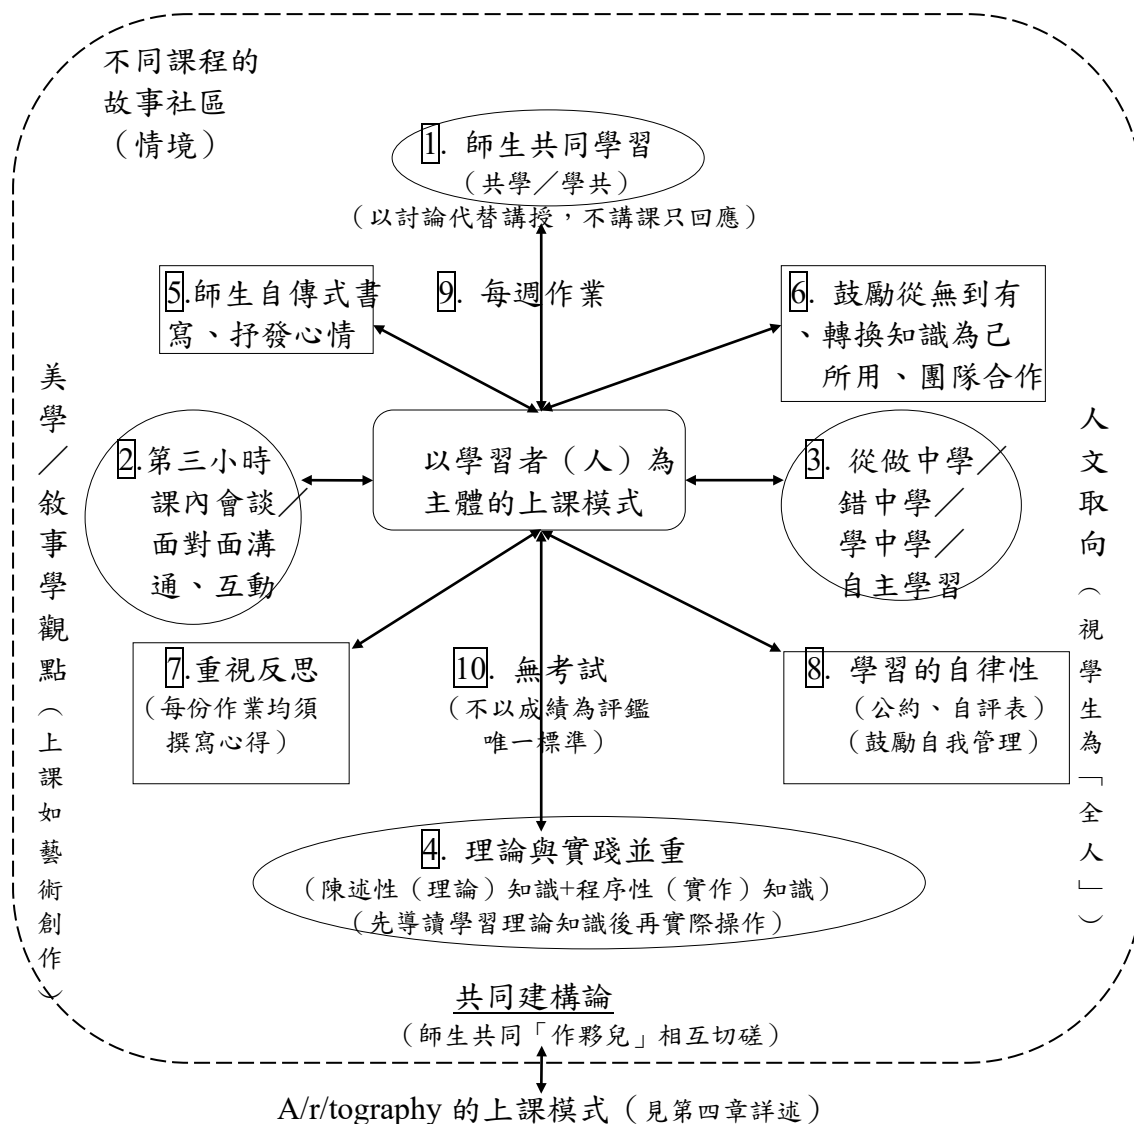 不同課程的
故事社區
（情境）
1. 師生共同學習
（共學／學共）
（以討論代替講授，不講課只回應）
5.師生自傳式書
寫、抒發心情
9. 每週作業
6. 鼓勵從無到有
、轉換知識為己
所用、團隊合作
美學／敘事學觀點（上課如藝術創作）
2.第三小時
課內會談／
面對面溝
通、互動
以學習者（人）為
主體的上課模式
3. 從做中學／
錯中學／
學中學／
自主學習
人文取向（視學生為「全人」）
7.重視反思
（每份作業均須
撰寫心得）
10. 無考試
（不以成績為評鑑
唯一標準）
8. 學習的自律性
（公約、自評表）
（鼓勵自我管理）
4. 理論與實踐並重
（陳述性（理論）知識+程序性（實作）知識）
（先導讀學習理論知識後再實際操作）
共同建構論
（師生共同「作夥兒」相互切磋）
A/r/tography 的上課模式（見第四章詳述）